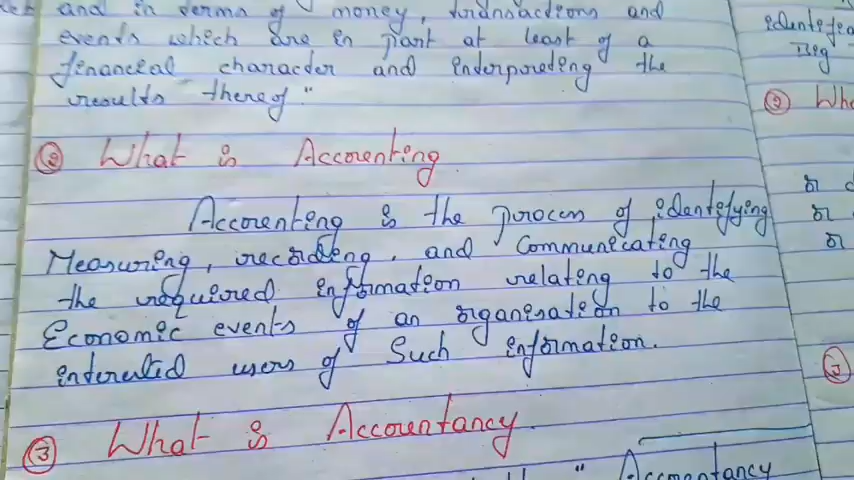 and in terms of money, transactions and
events which are in part at least of a
financial character and interpreting the
results thereof"
② What is Accounting
Accounting is the process of identifying
Measuring, recording, and Communicating
the required information relating to the
Economic events of an organisation to the
interested users of Such information.
③ What is Accountancy
" Accountancy